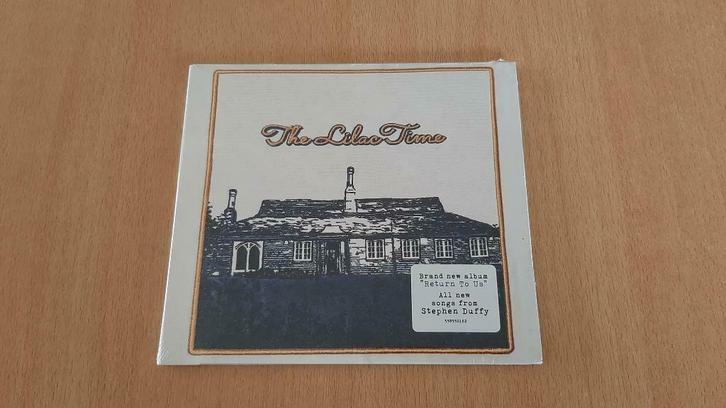 The Lilac Time
Brand new album
"Return To Us"
All new
songs from
Stephen Duffy